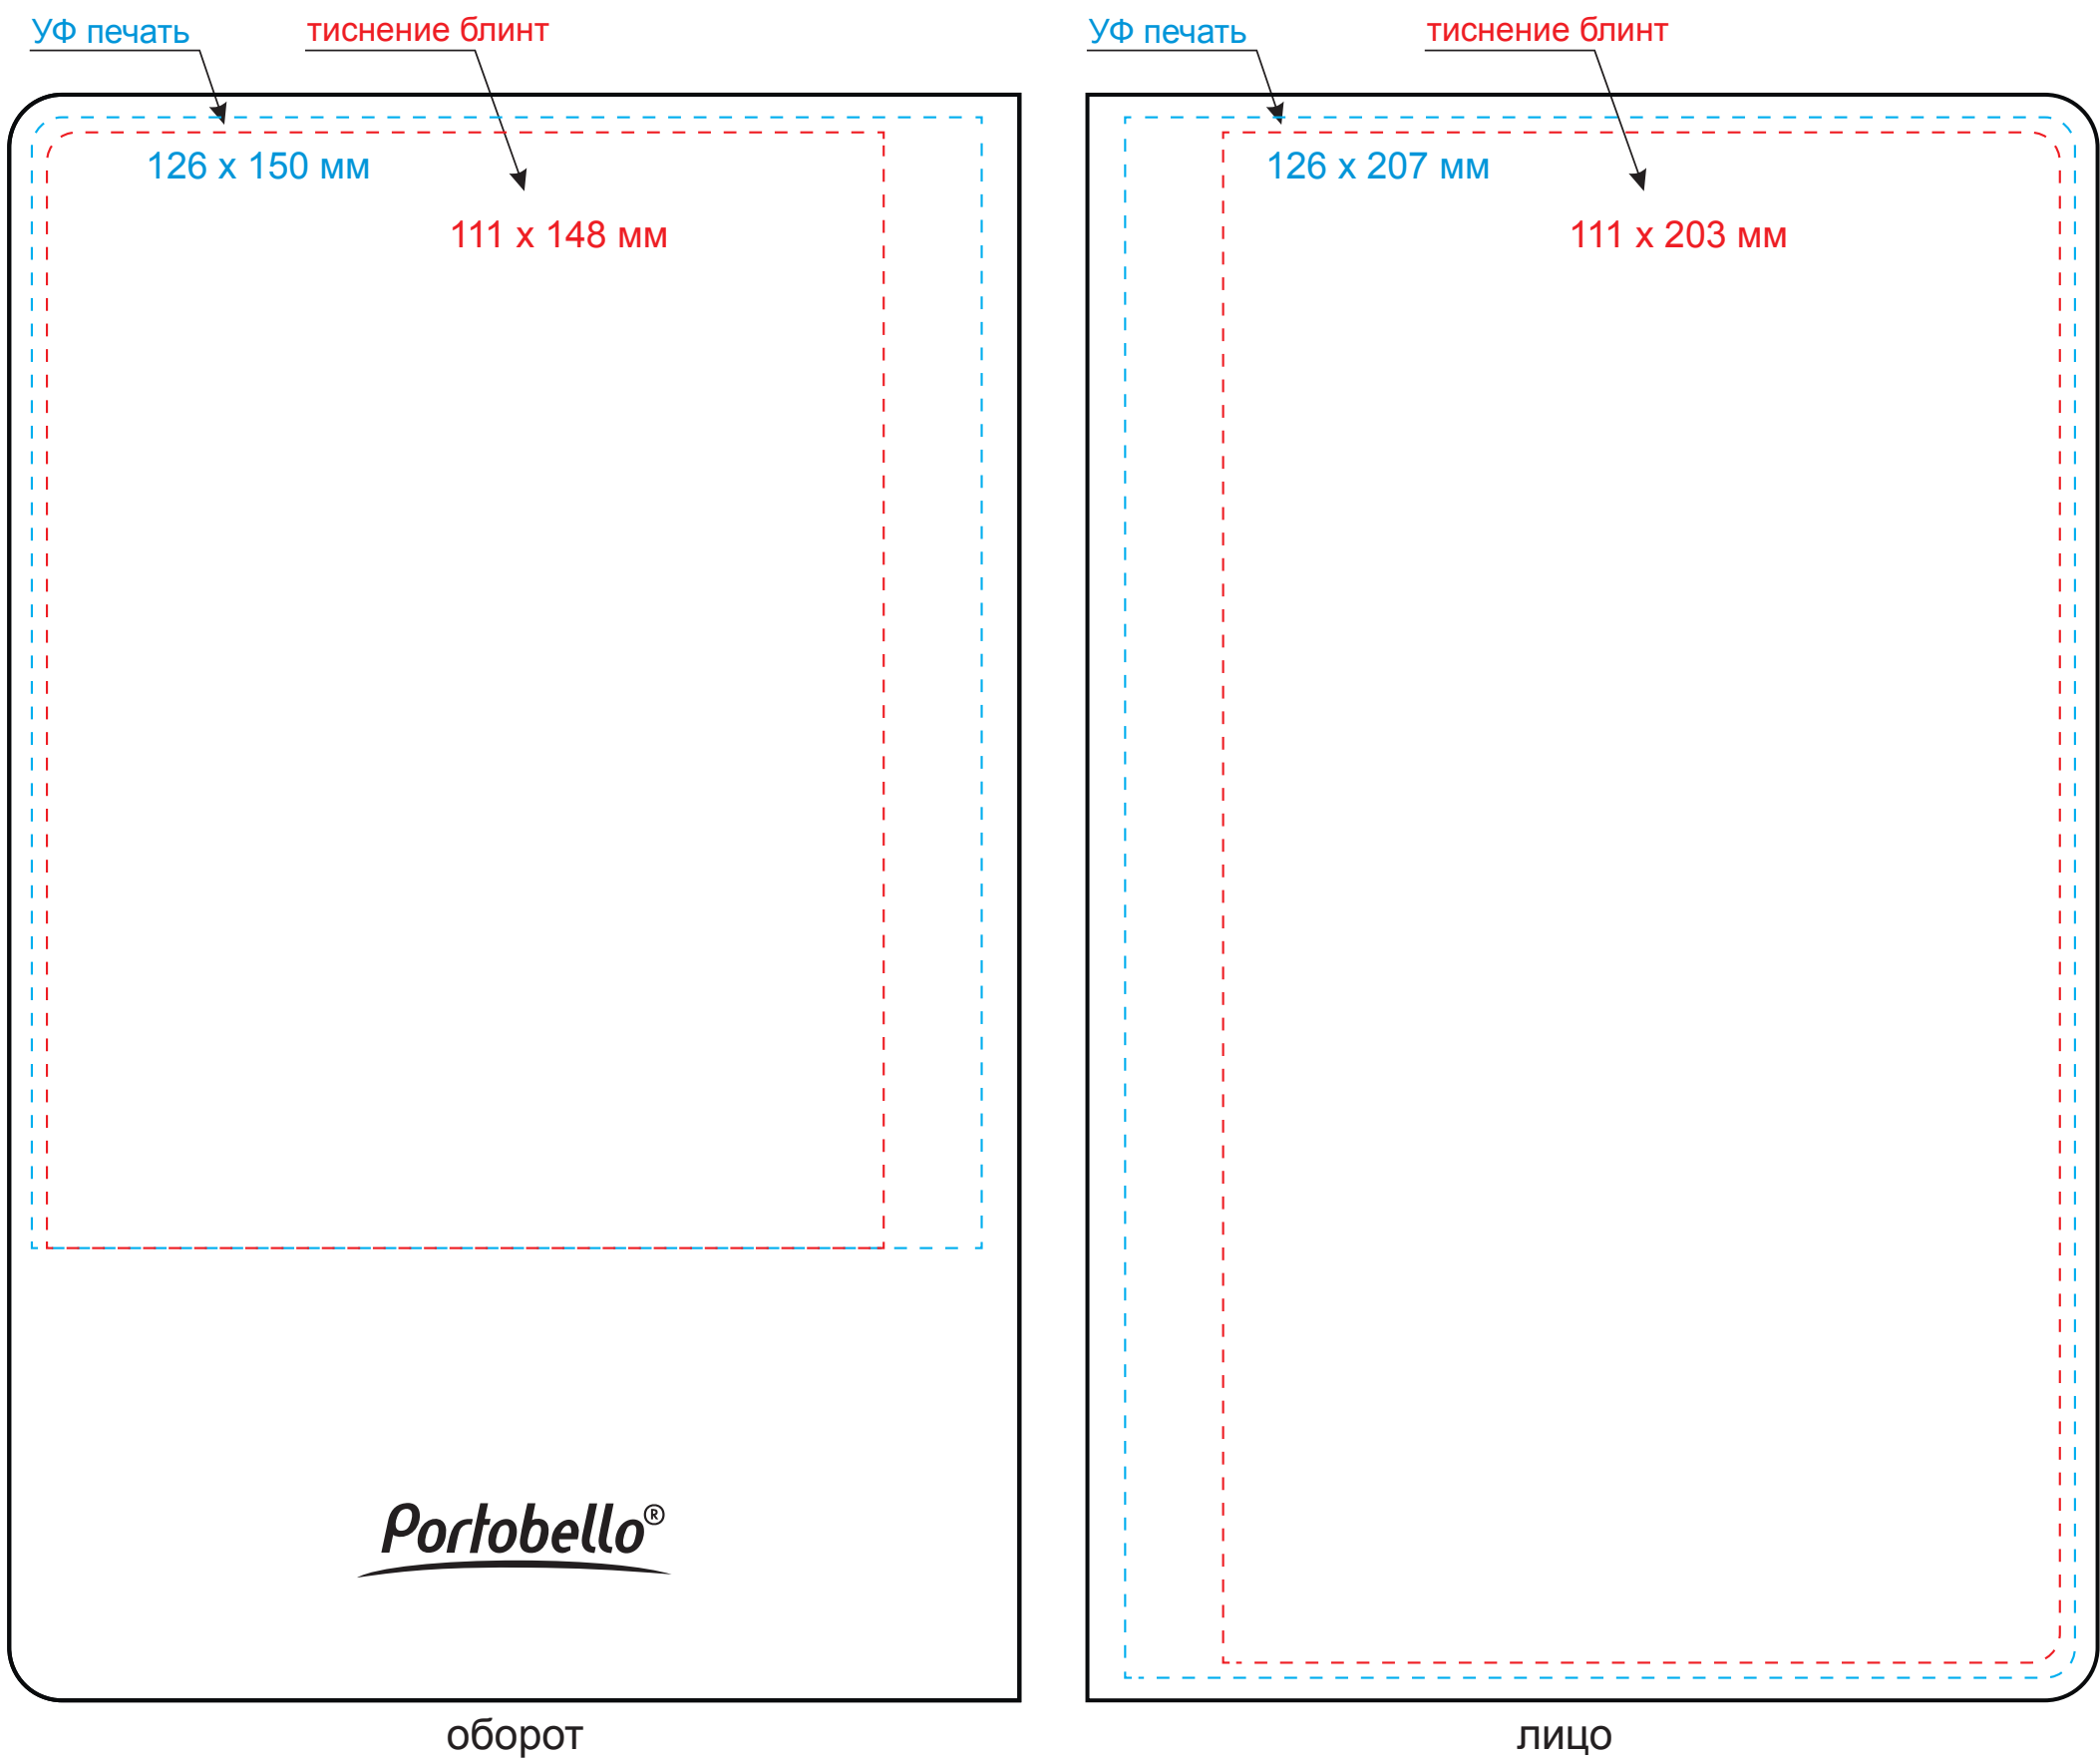 УФ печать
тиснение блинт
126 х 150 мм
111 х 148 мм
Portobello®
оборот
УФ печать
тиснение блинт
126 х 207 мм
111 х 203 мм
лицо